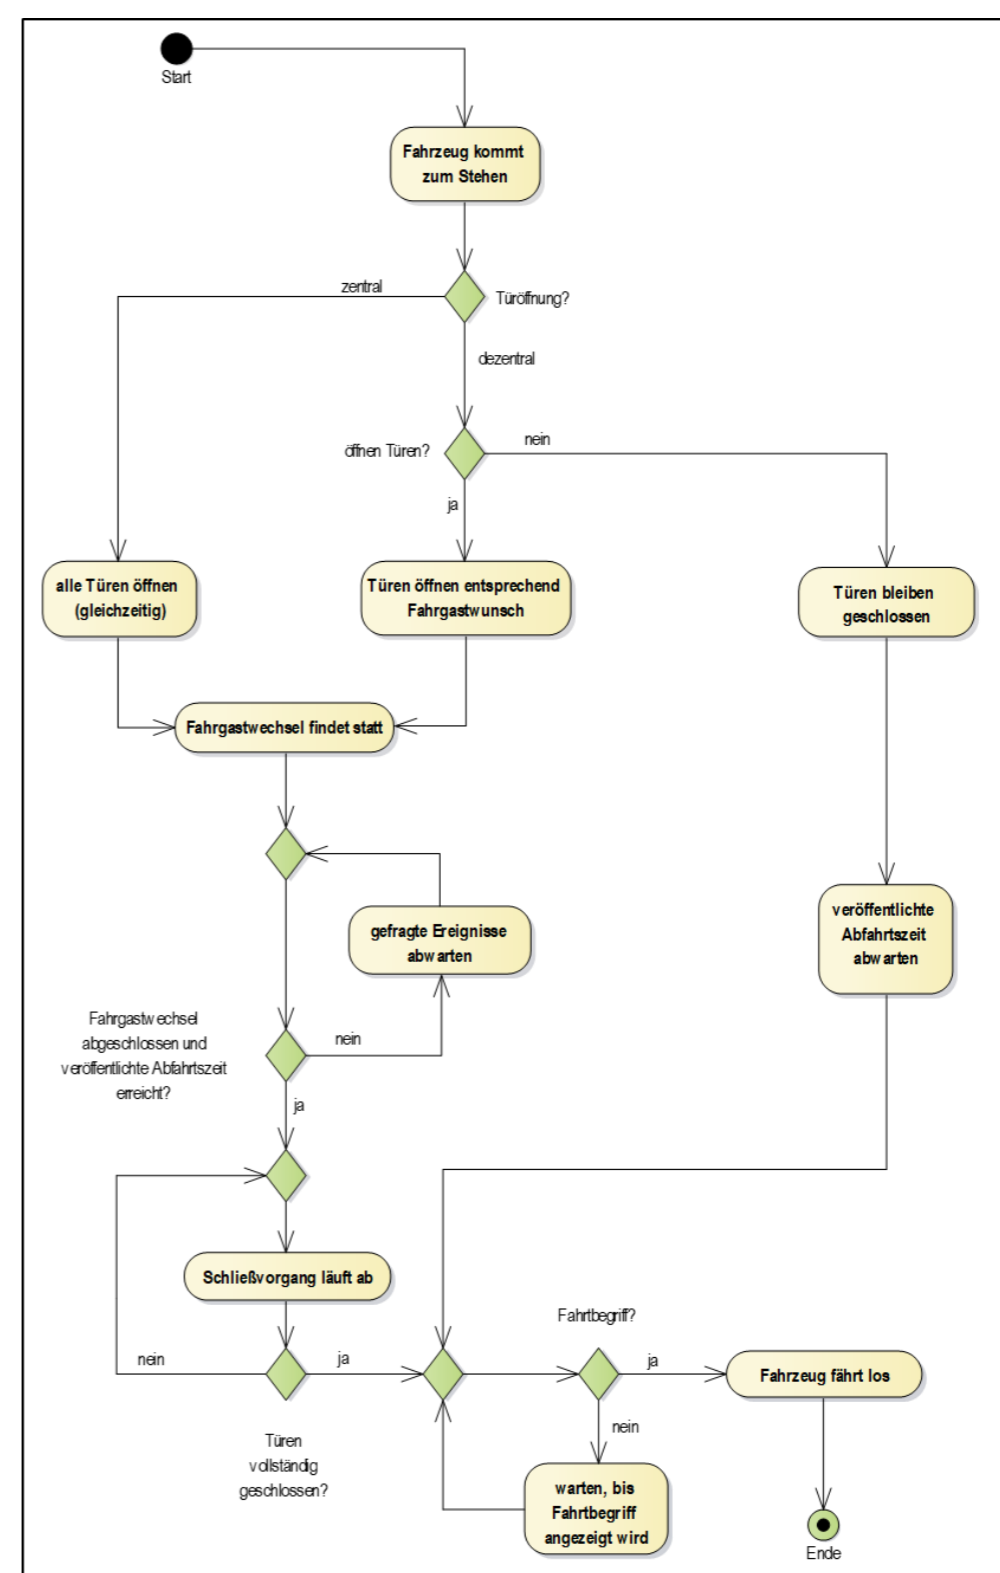 Start
Fahrzeug kommt
zum Stehen
zentral
Türöffnung?
dezentral
öffnen Türen?
nein
ja
alle Türen öffnen
(gleichzeitig)
Türen öffnen entsprechend
Fahrgastwunsch
Türen bleiben
geschlossen
Fahrgastwechsel findet statt
gefragte Ereignisse
abwarten
veröffentlichte
Abfahrtszeit
abwarten
Fahrgastwechsel
abgeschlossen und
veröffentlichte Abfahrtszeit
erreicht?
nein
ja
Schließvorgang läuft ab
Fahrtbegriff?
nein
ja
ja
Fahrzeug fährt los
nein
Türen
vollständig
geschlossen?
warten, bis
Fahrtbegriff
angezeigt wird
Ende